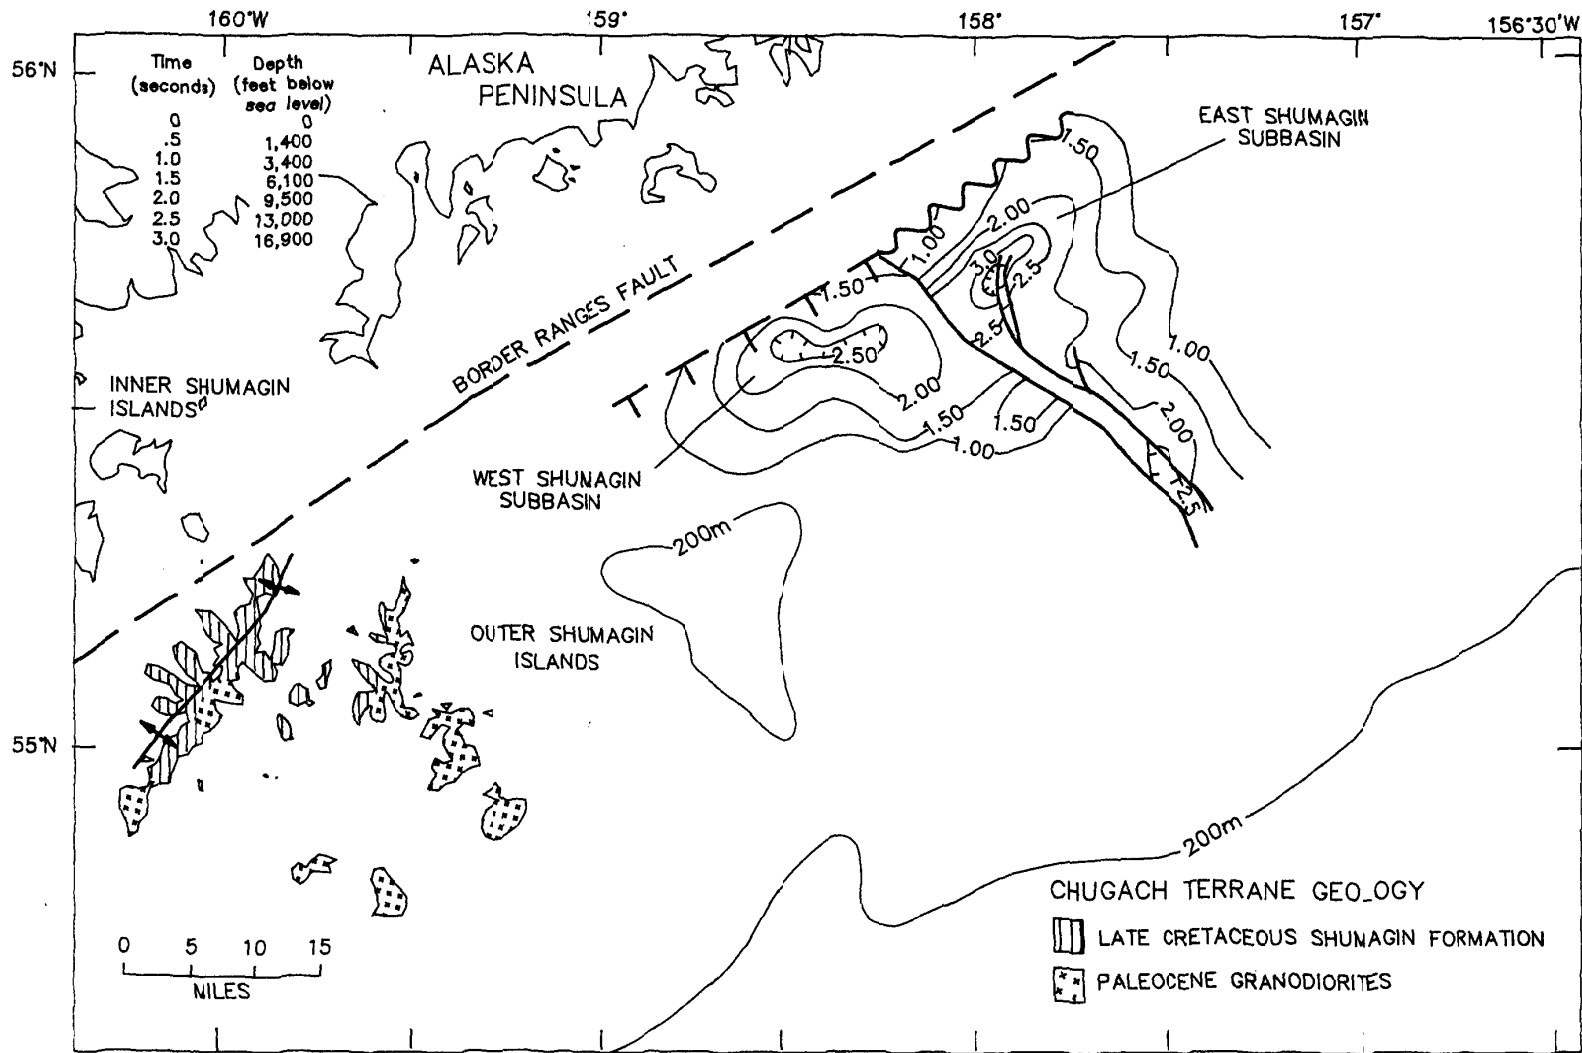 160°W
159°
158°
157°
156°30'W
56°N
55°N
Time
(seconds)
Depth
(feet below
sea level)
0 0
.5 1,400
1.0 3,400
1.5 6,100
2.0 9,500
2.5 13,000
3.0 16,900
ALASKA
PENINSULA
EAST SHUMAGIN
SUBBASIN
1.50
2.00
1.00
3.0
2.5
2.5
1.50
2.50
2.00
1.50
1.50
1.00
1.00
1.50
2.00
2.5
BORDER RANGES FAULT
INNER SHUMAGIN
ISLANDS
WEST SHUNAGIN
SUBBASIN
200m
OUTER SHUMAGIN
ISLANDS
200m
0 5 10 15
MILES
CHUGACH TERRANE GEOLOGY
LATE CRETACEOUS SHUNAGIN FORMATION
PALEOCENE GRANODIORITES